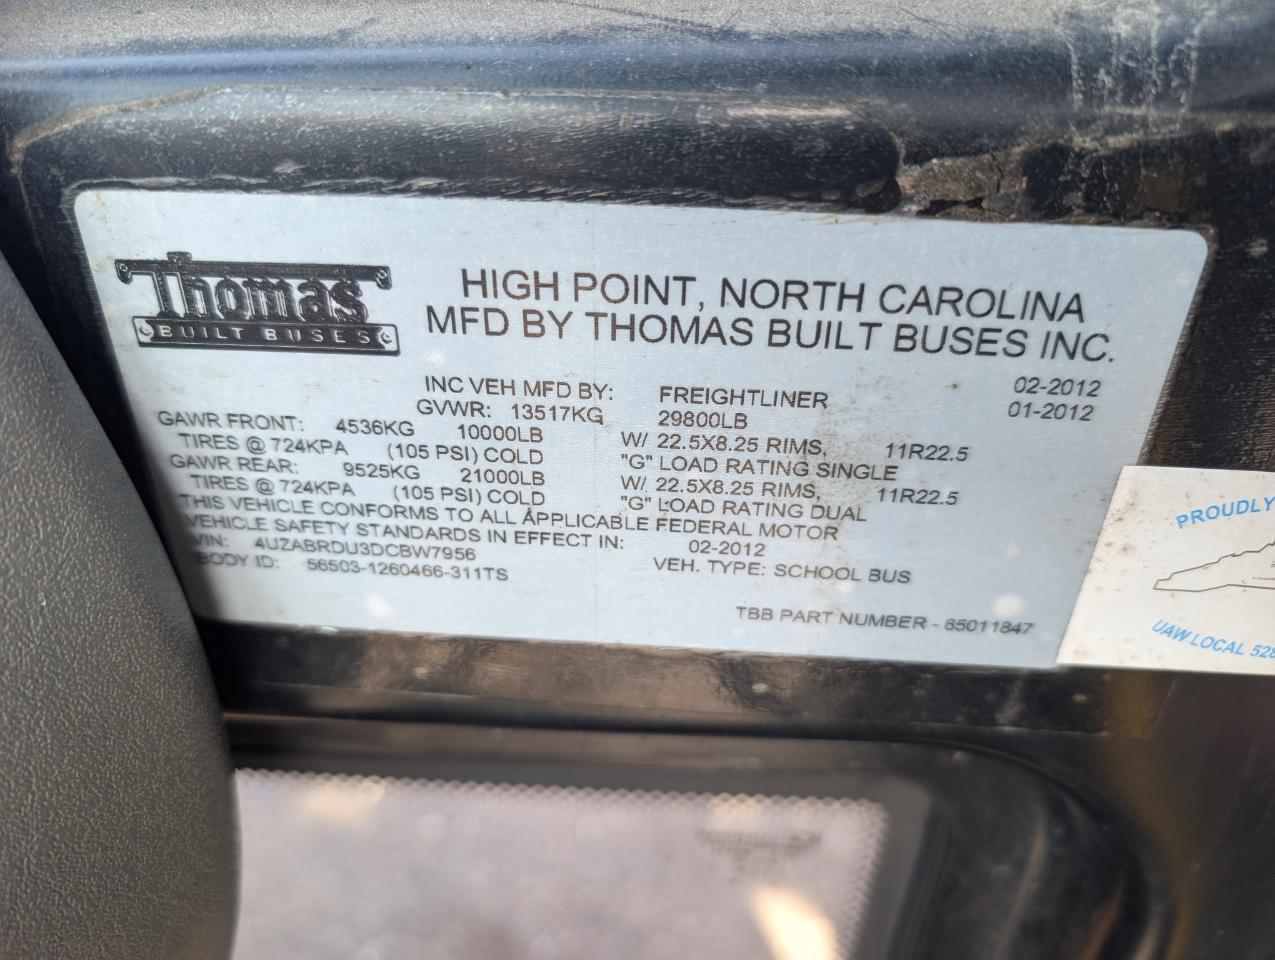 Thomas
BUILT BUSES
HIGH POINT, NORTH CAROLINA
MFD BY THOMAS BUILT BUSES INC.
02-2012
INC VEH MFD BY: FREIGHTLINER 01-2012
GVWR: 13517KG 29800LB
GAWR FRONT: 4536KG 10000LB W/ 22.5X8.25 RIMS, 11R22.5
TIRES @ 724KPA (105 PSI) COLD "G" LOAD RATING SINGLE
GAWR REAR: 9525KG 21000LB W/ 22.5X8.25 RIMS, 11R22.5
TIRES @ 724KPA (105 PSI) COLD "G" LOAD RATING DUAL
THIS VEHICLE CONFORMS TO ALL APPLICABLE FEDERAL MOTOR
VEHICLE SAFETY STANDARDS IN EFFECT IN: 02-2012
VIN: 4UZABRDU3DCBW7956
BODY ID: 56503-1260466-311TS VEH. TYPE: SCHOOL BUS
TBB PART NUMBER - 65011847
PROUDLY
UAW LOCAL 528